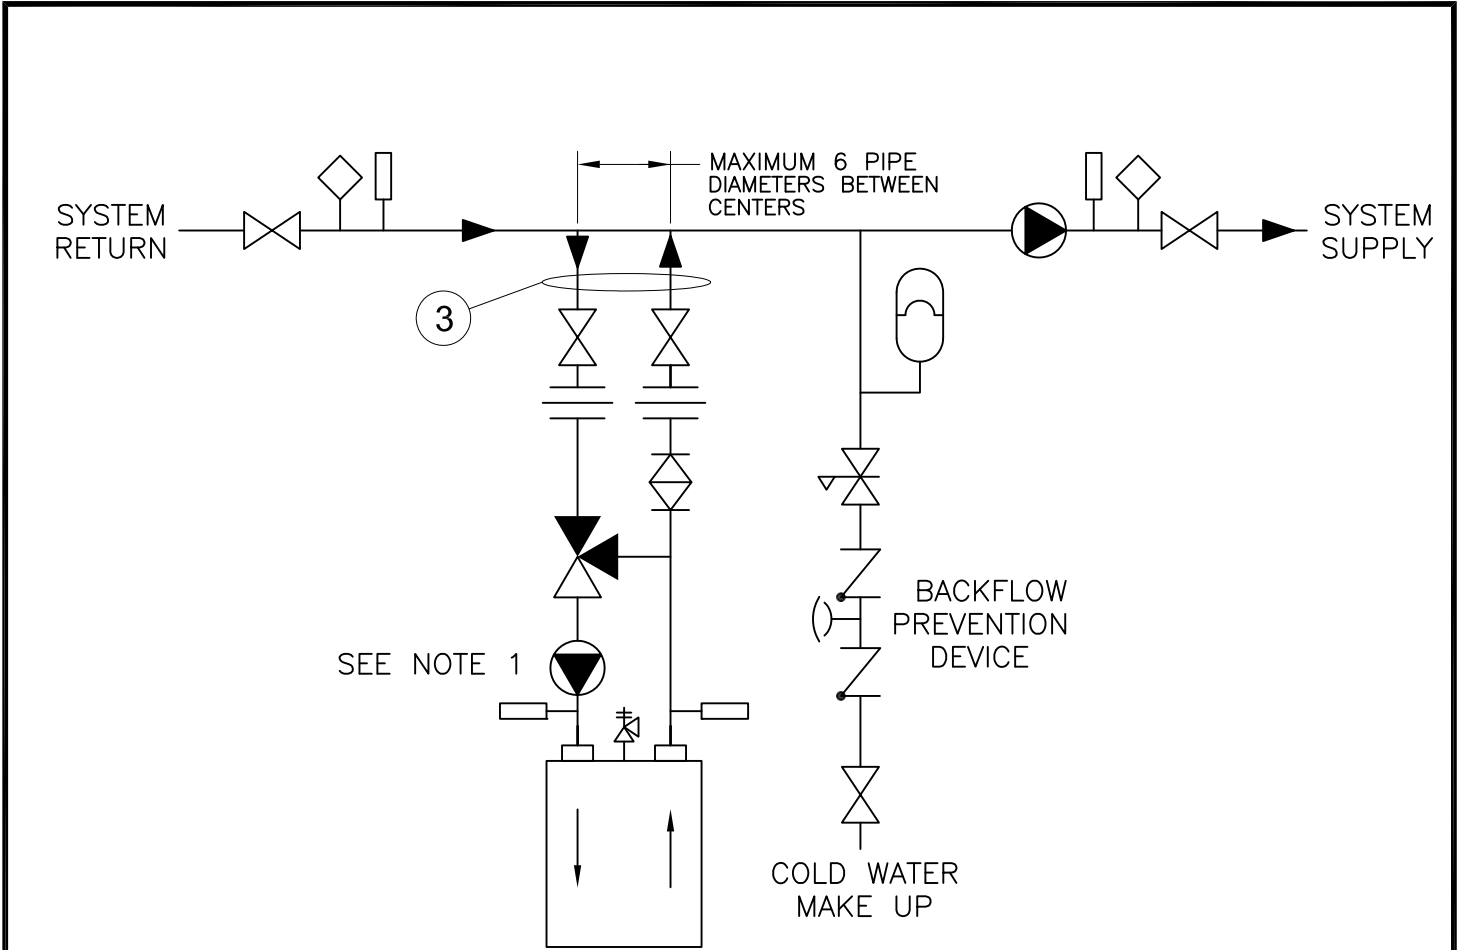 MAXIMUM 6 PIPE
DIAMETERS BETWEEN
CENTERS
SYSTEM
RETURN
SYSTEM
SUPPLY
3
BACKFLOW
PREVENTION
DEVICE
SEE NOTE 1
COLD WATER
MAKE UP